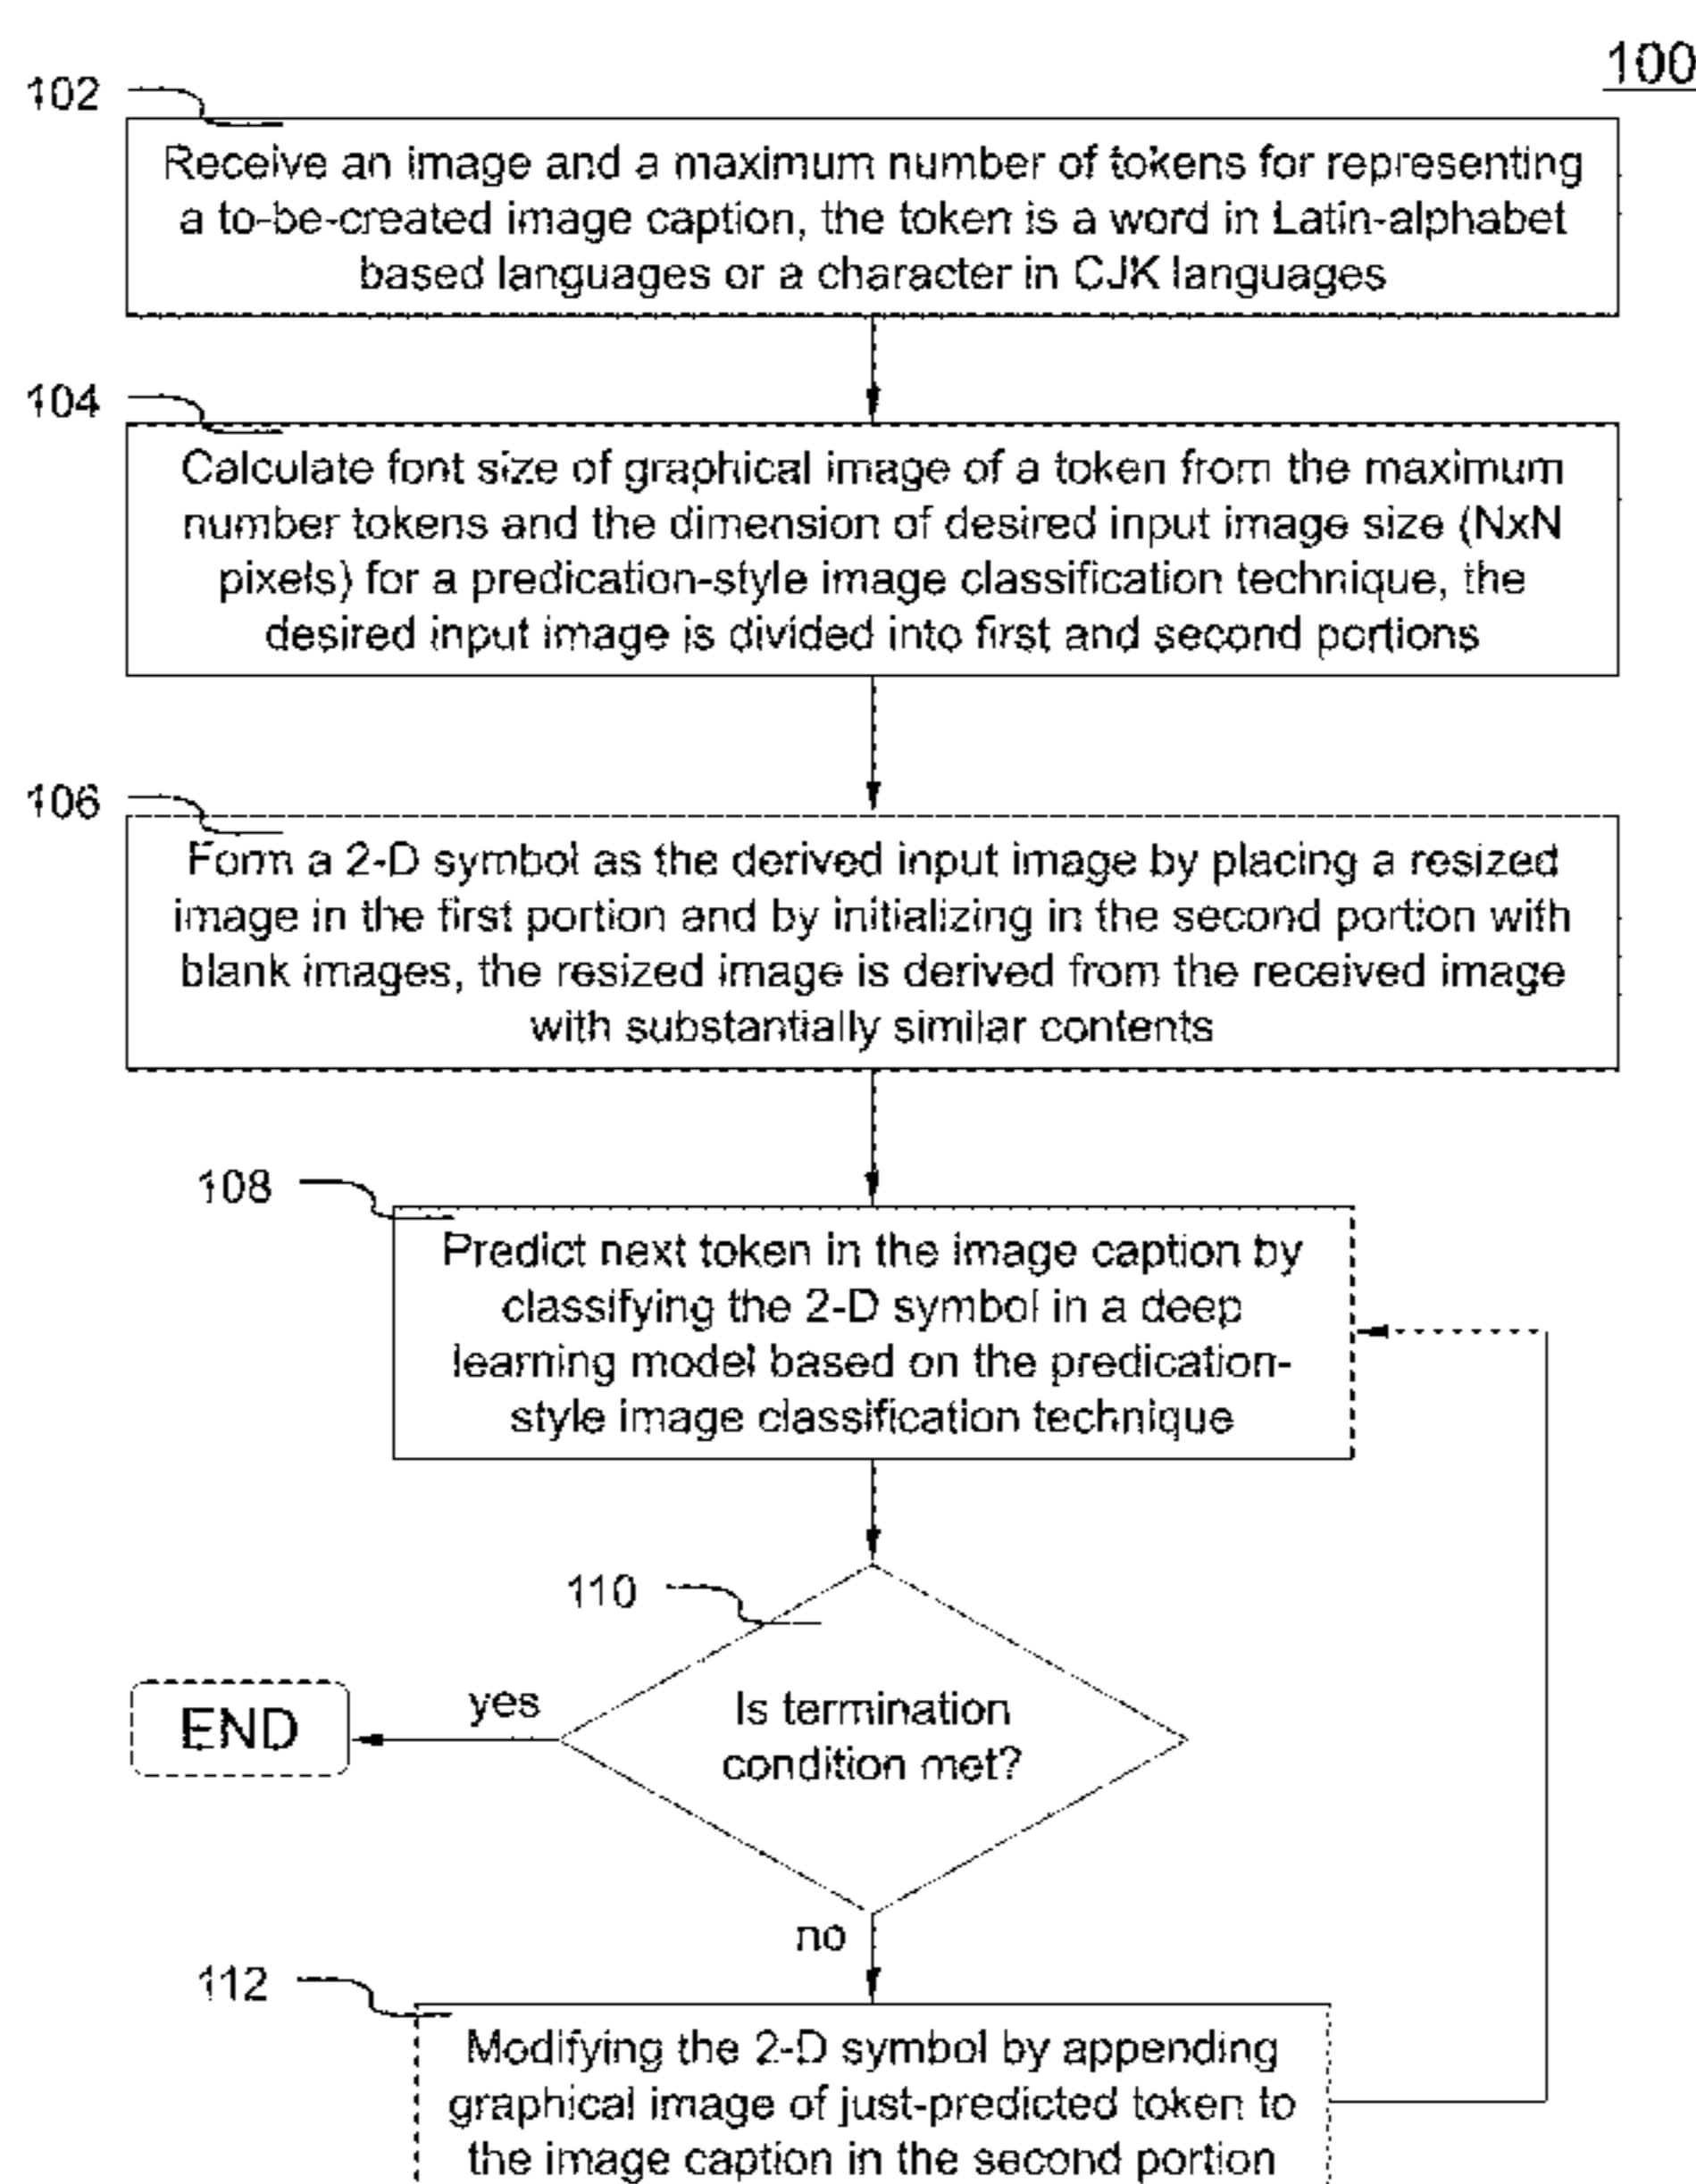 100
102
Receive an image and a maximum number of tokens for representing
a to-be-created image caption, the token is a word in Latin-alphabet
based languages or a character in CJK languages
104
Calculate font size of graphical image of a token from the maximum
number tokens and the dimension of desired input image size (NxN
pixels) for a predication-style image classification technique, the
desired input image is divided into first and second portions
106
Form a 2-D symbol as the derived input image by placing a resized
image in the first portion and by initializing in the second portion with
blank images, the resized image is derived from the received image
with substantially similar contents
108
Predict next token in the image caption by
classifying the 2-D symbol in a deep
learning model based on the predication-
style image classification technique
110
Is termination
condition met?
yes
END
no
112
Modifying the 2-D symbol by appending
graphical image of just-predicted token to
the image caption in the second portion